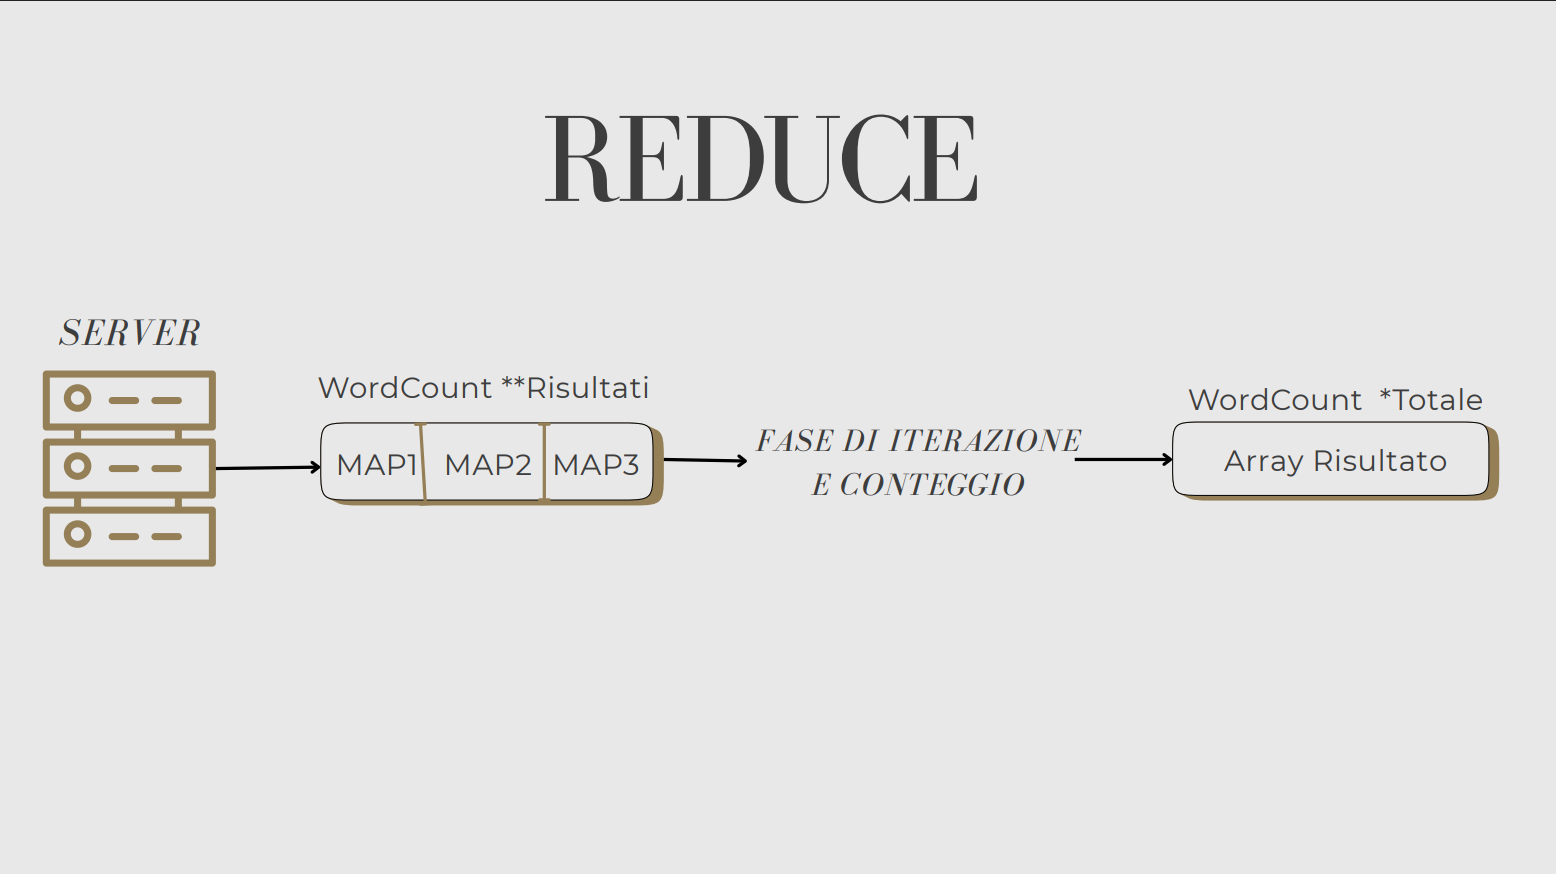 REDUCE
SERVER
WordCount **Risultati
MAP1 MAP2 MAP3
FASE DI ITERAZIONE
E CONTEGGIO
WordCount *Totale
Array Risultato